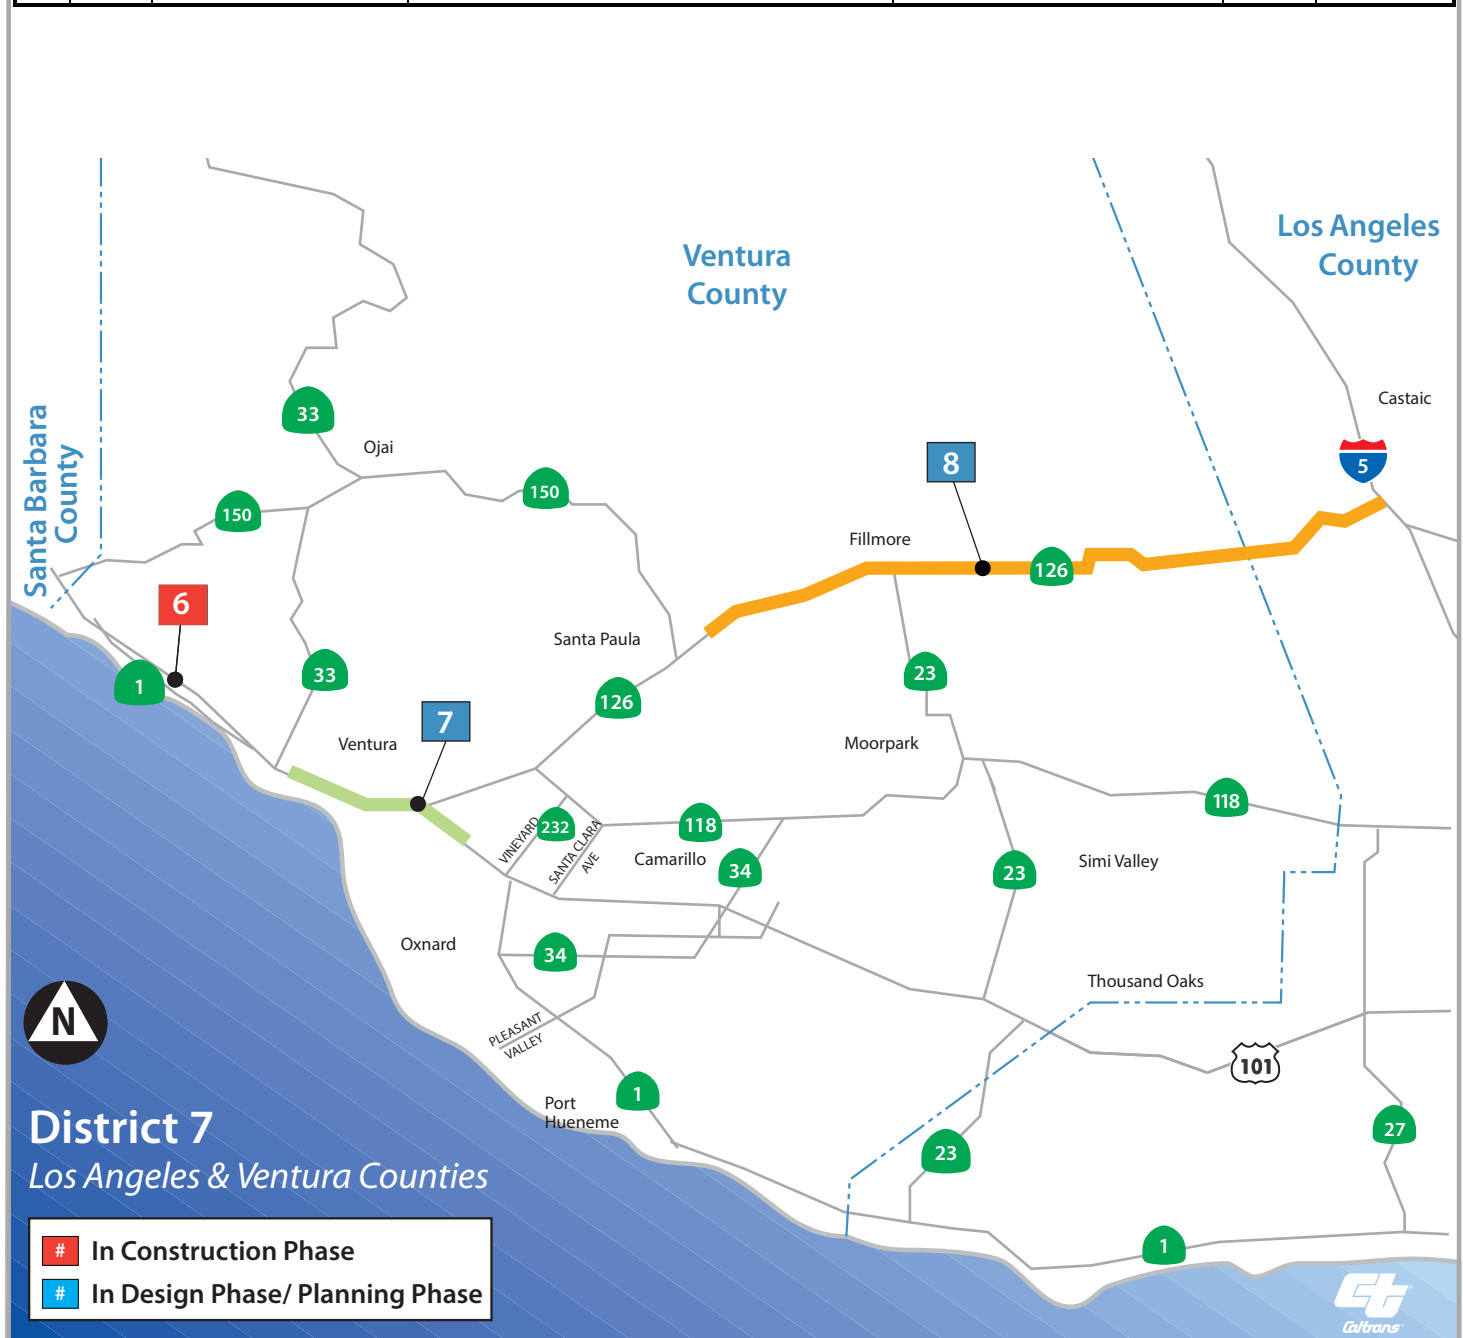 Ventura
County
Los Angeles
County
Castaic
Santa Barbara
County
33
Ojai
5
8
150
150
Fillmore
126
6
Santa Paula
1
33
23
126
7
Ventura
Moorpark
118
232
VINEYARD
SANTA CLARA
AVE
118
Camarillo
34
Simi Valley
23
Oxnard
34
Thousand Oaks
N
PLEASANT
VALLEY
101
Port
Hueneme
1
27
23
District 7
Los Angeles & Ventura Counties
1
# In Construction Phase
# In Design Phase/ Planning Phase
ct
Caltrans